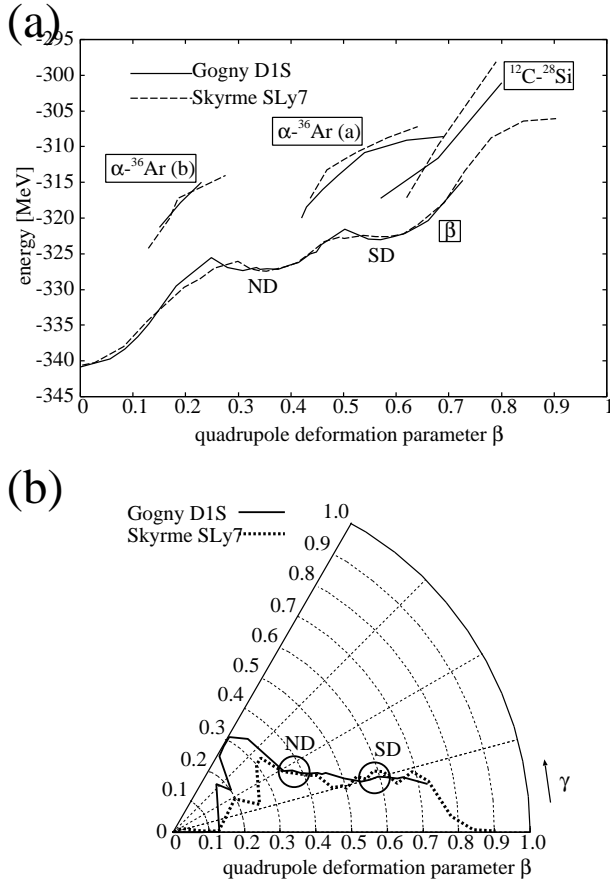 (a)
-295
-300
-305
-310
-315
-320
-325
-330
-335
-340
-345
energy [MeV]
Gogny D1S
Skyrme SLy7
¹²C-²⁸Si
α-³⁶Ar (a)
α-³⁶Ar (b)
β
ND
SD
0 0.1 0.2 0.3 0.4 0.5 0.6 0.7 0.8 0.9 1
quadrupole deformation parameter β
(b)
Gogny D1S
Skyrme SLy7
1.0
0.9
0.8
0.7
0.6
0.5
0.4
0.3
0.2
0.1
0
ND
SD
γ
0 0.1 0.2 0.3 0.4 0.5 0.6 0.7 0.8 0.9 1.0
quadrupole deformation parameter β